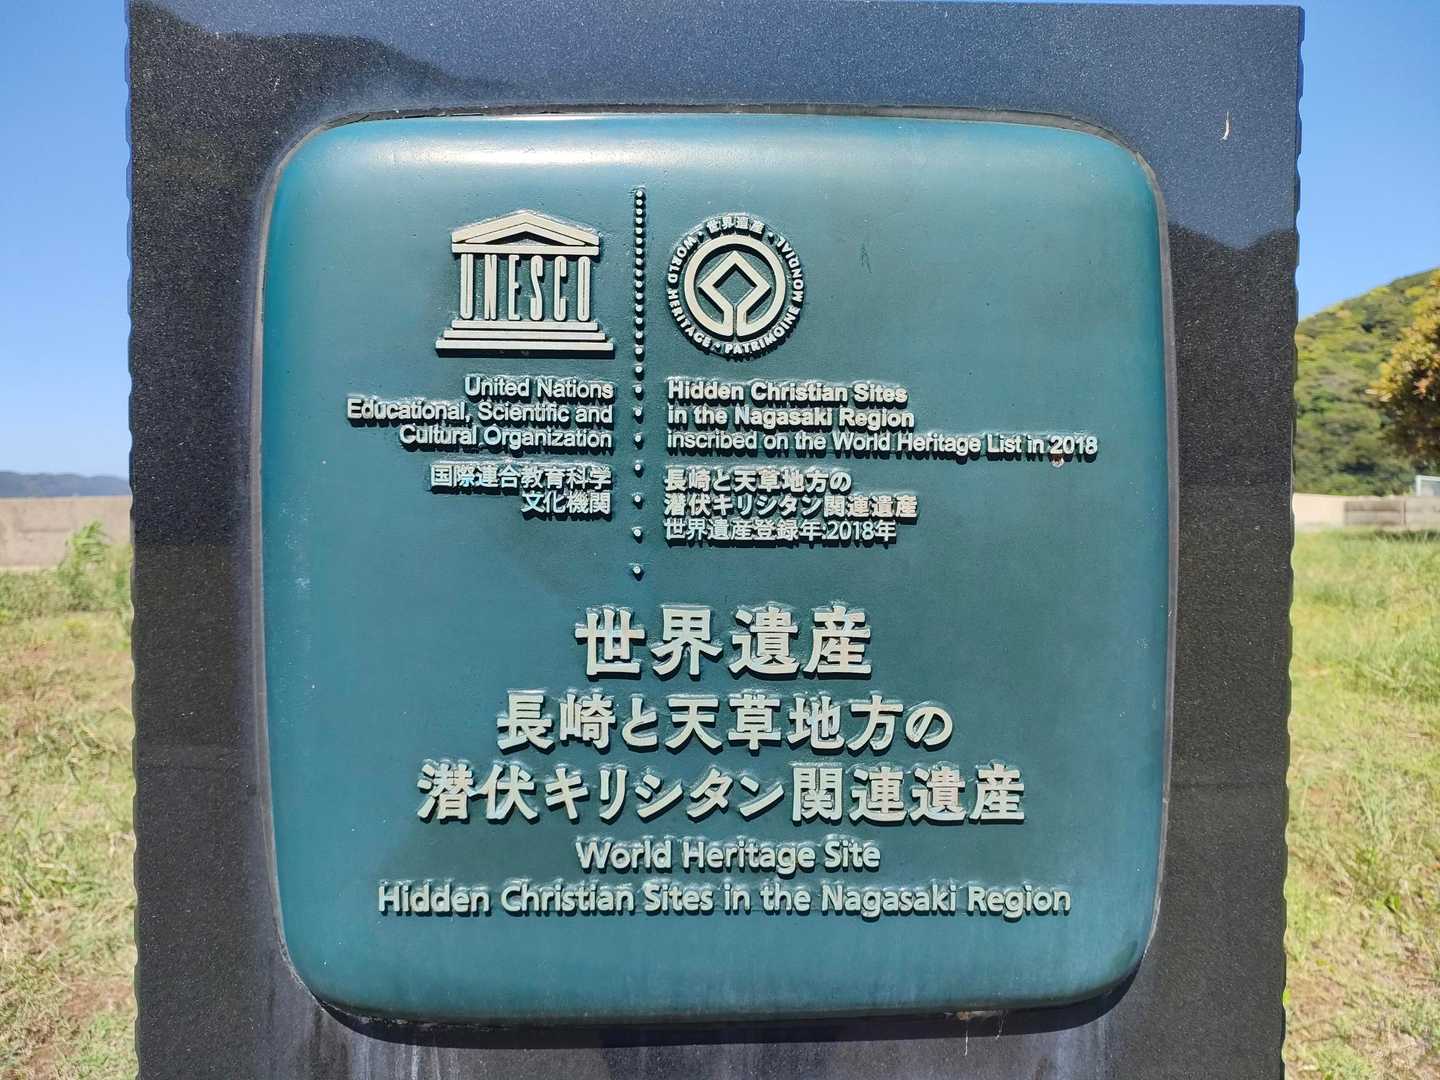 UNESCO
United Nations
Educational, Scientific and
Cultural Organization
国際連合教育科学
文化機関
世界遺産・WORLD HERITAGE・PATRIMOINE MONDIAL・
Hidden Christian Sites
in the Nagasaki Region
inscribed on the World Heritage List in 2018
長崎と天草地方の
潜伏キリシタン関連遺産
世界遺産登録年:2018年
世界遺産
長崎と天草地方の
潜伏キリシタン関連遺産
World Heritage Site
Hidden Christian Sites in the Nagasaki Region